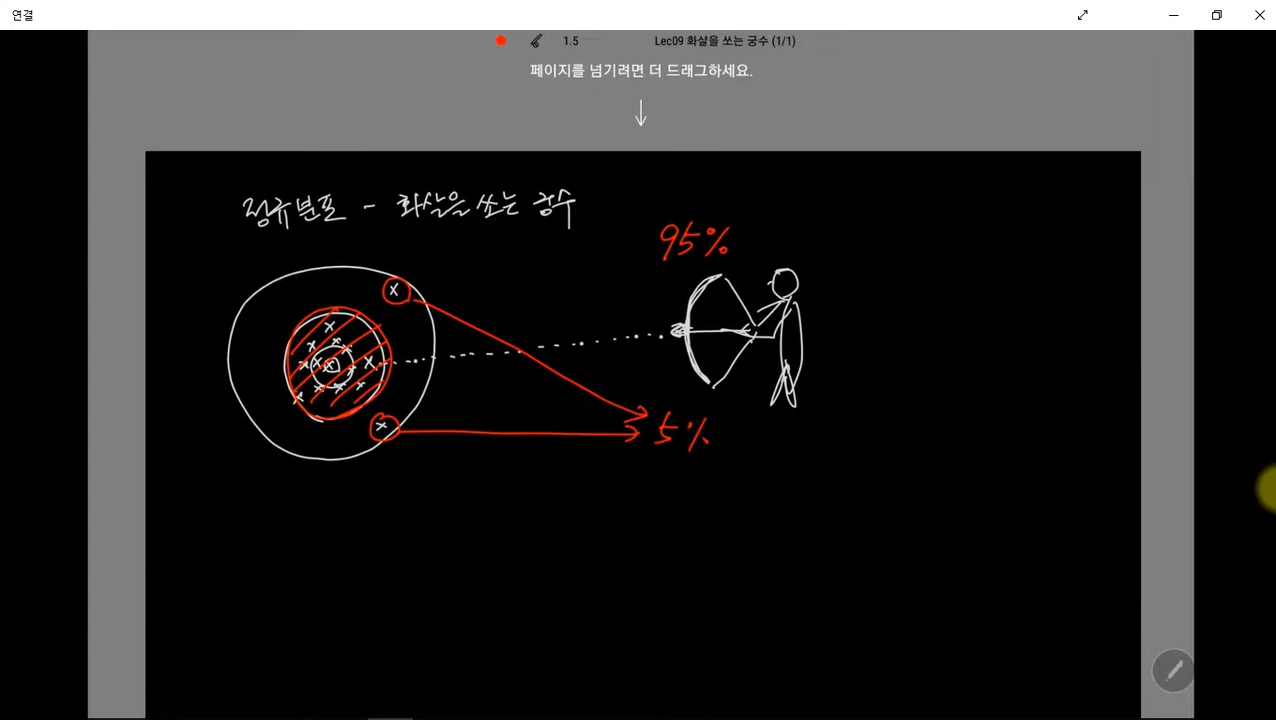 연결
1.5 Lec09 화살을 쏘는 궁수 (1/1)
페이지를 넘기려면 더 드래그하세요.
정규분포 - 화살을 쏘는 궁수
95%
5%